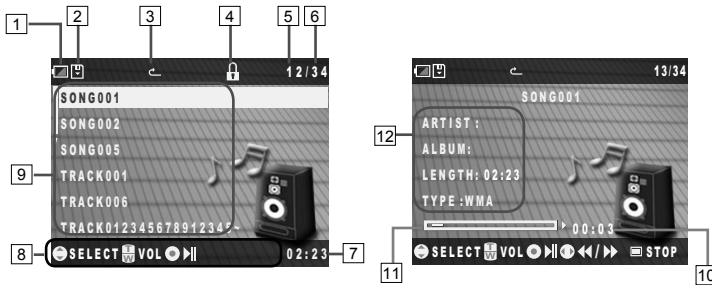 1 2 3 4 5 6
12/34
SONG001
SONG002
SONG005
TRACK001
TRACK006
TRACK012345678912345~
SELECT T W VOL 02:23
9
8
7
13/34
SONG001
ARTIST :
ALBUM:
LENGTH: 02:23
TYPE :WMA
00:03
SELECT T W VOL / STOP
12
11
10